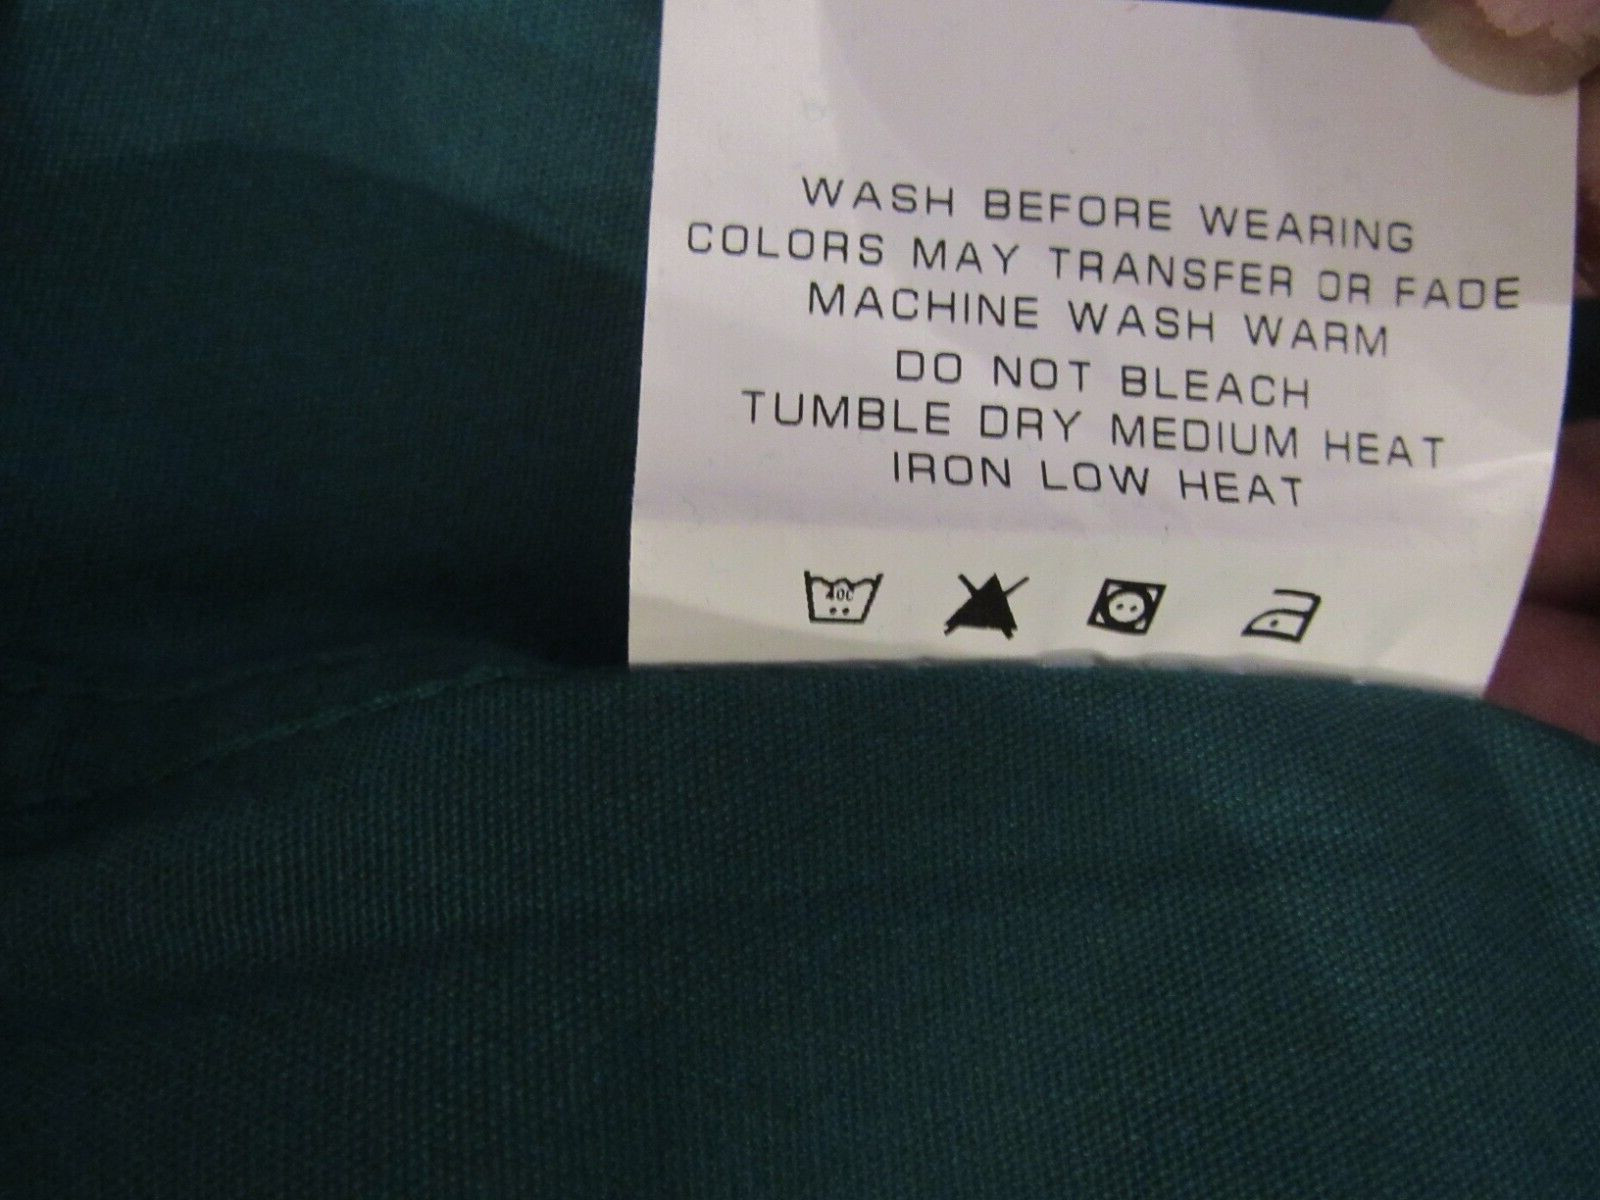 WASH BEFORE WEARING
COLORS MAY TRANSFER OR FADE
MACHINE WASH WARM
DO NOT BLEACH
TUMBLE DRY MEDIUM HEAT
IRON LOW HEAT
40C